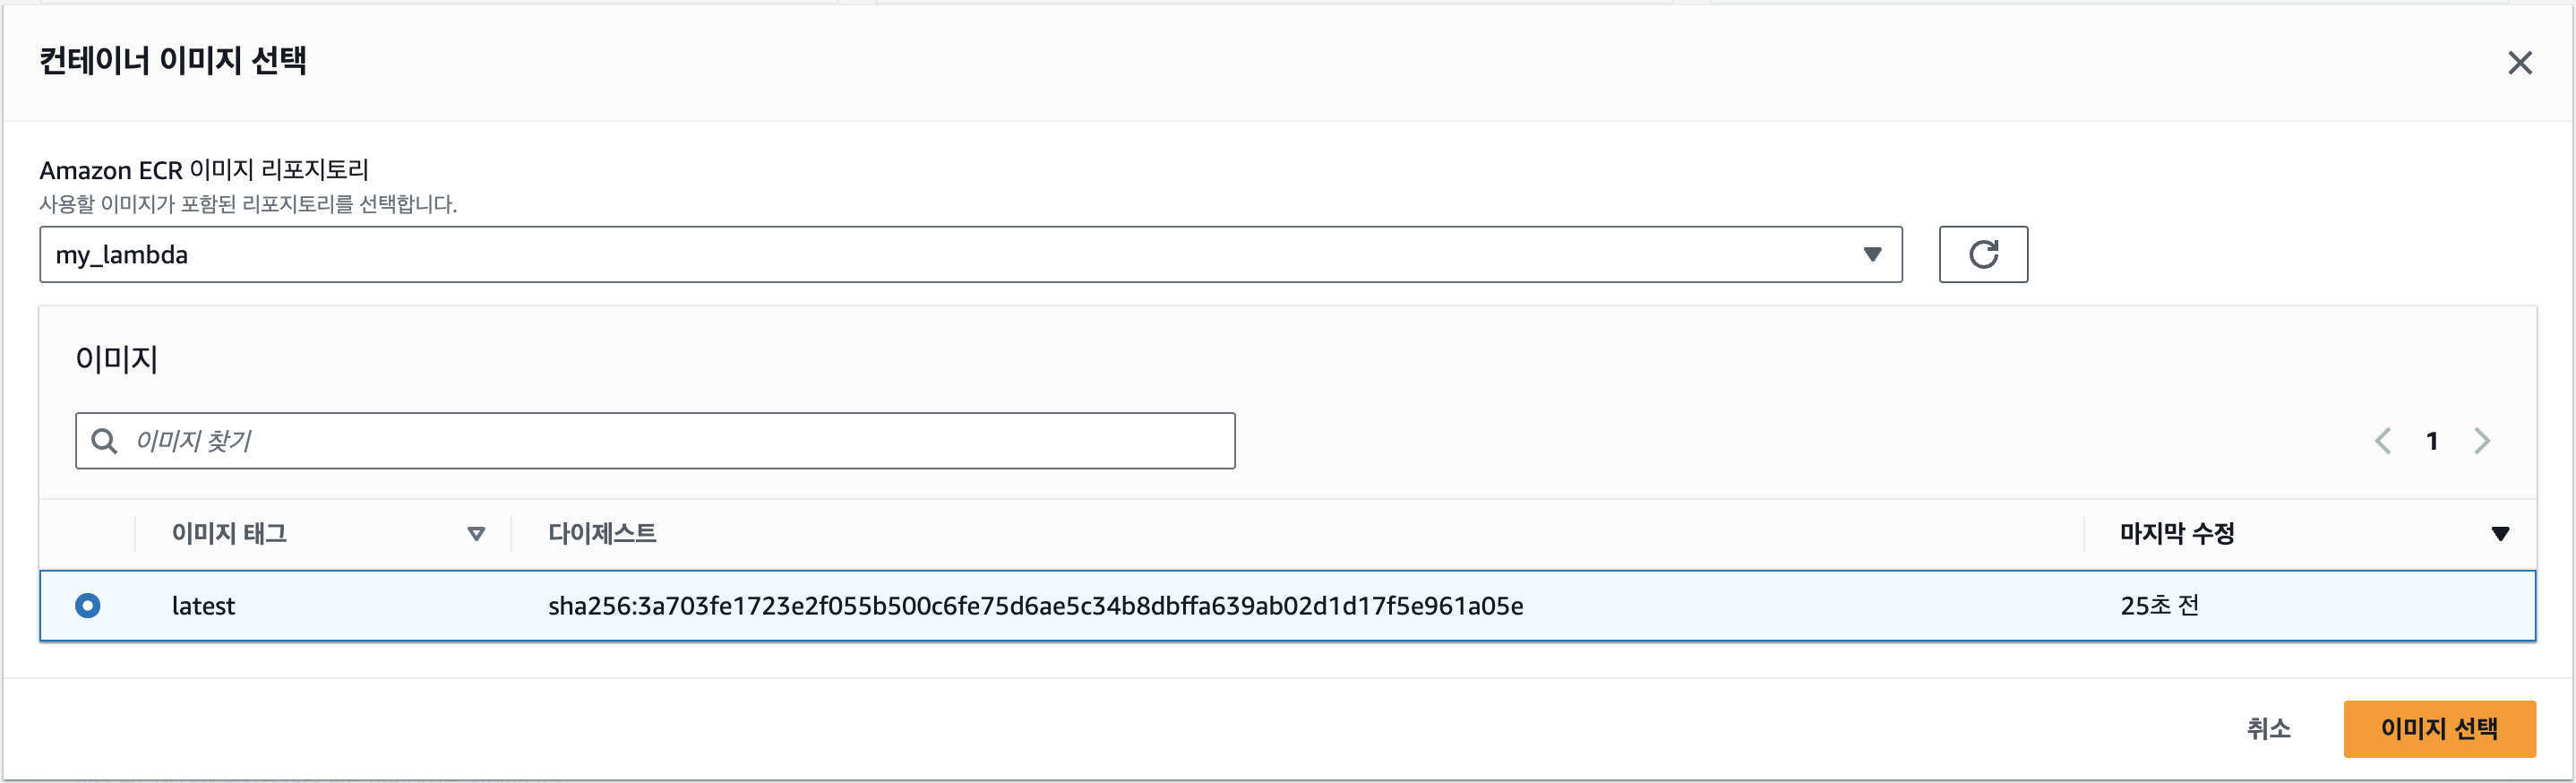 컨테이너 이미지 선택
Amazon ECR 이미지 리포지토리
사용할 이미지가 포함된 리포지토리를 선택합니다.
my_lambda
이미지
이미지 찾기
1
이미지 태그 다이제스트 마지막 수정
latest sha256:3a703fe1723e2f055b500c6fe75d6ae5c34b8dbffa639ab02d1d17f5e961a05e 25초 전
취소 이미지 선택